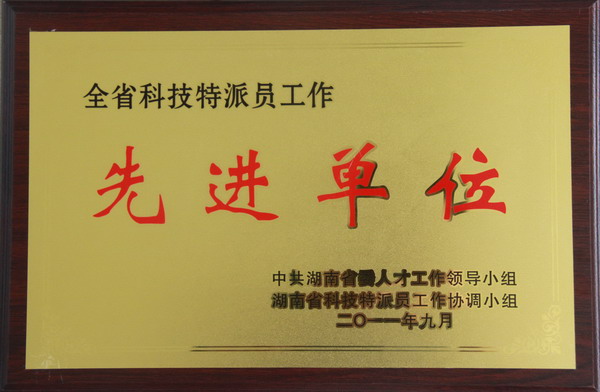 全省科技特派员工作
先进单位
中共湖南省委人才工作领导小组
湖南省科技特派员工作协调小组
二〇一一年九月